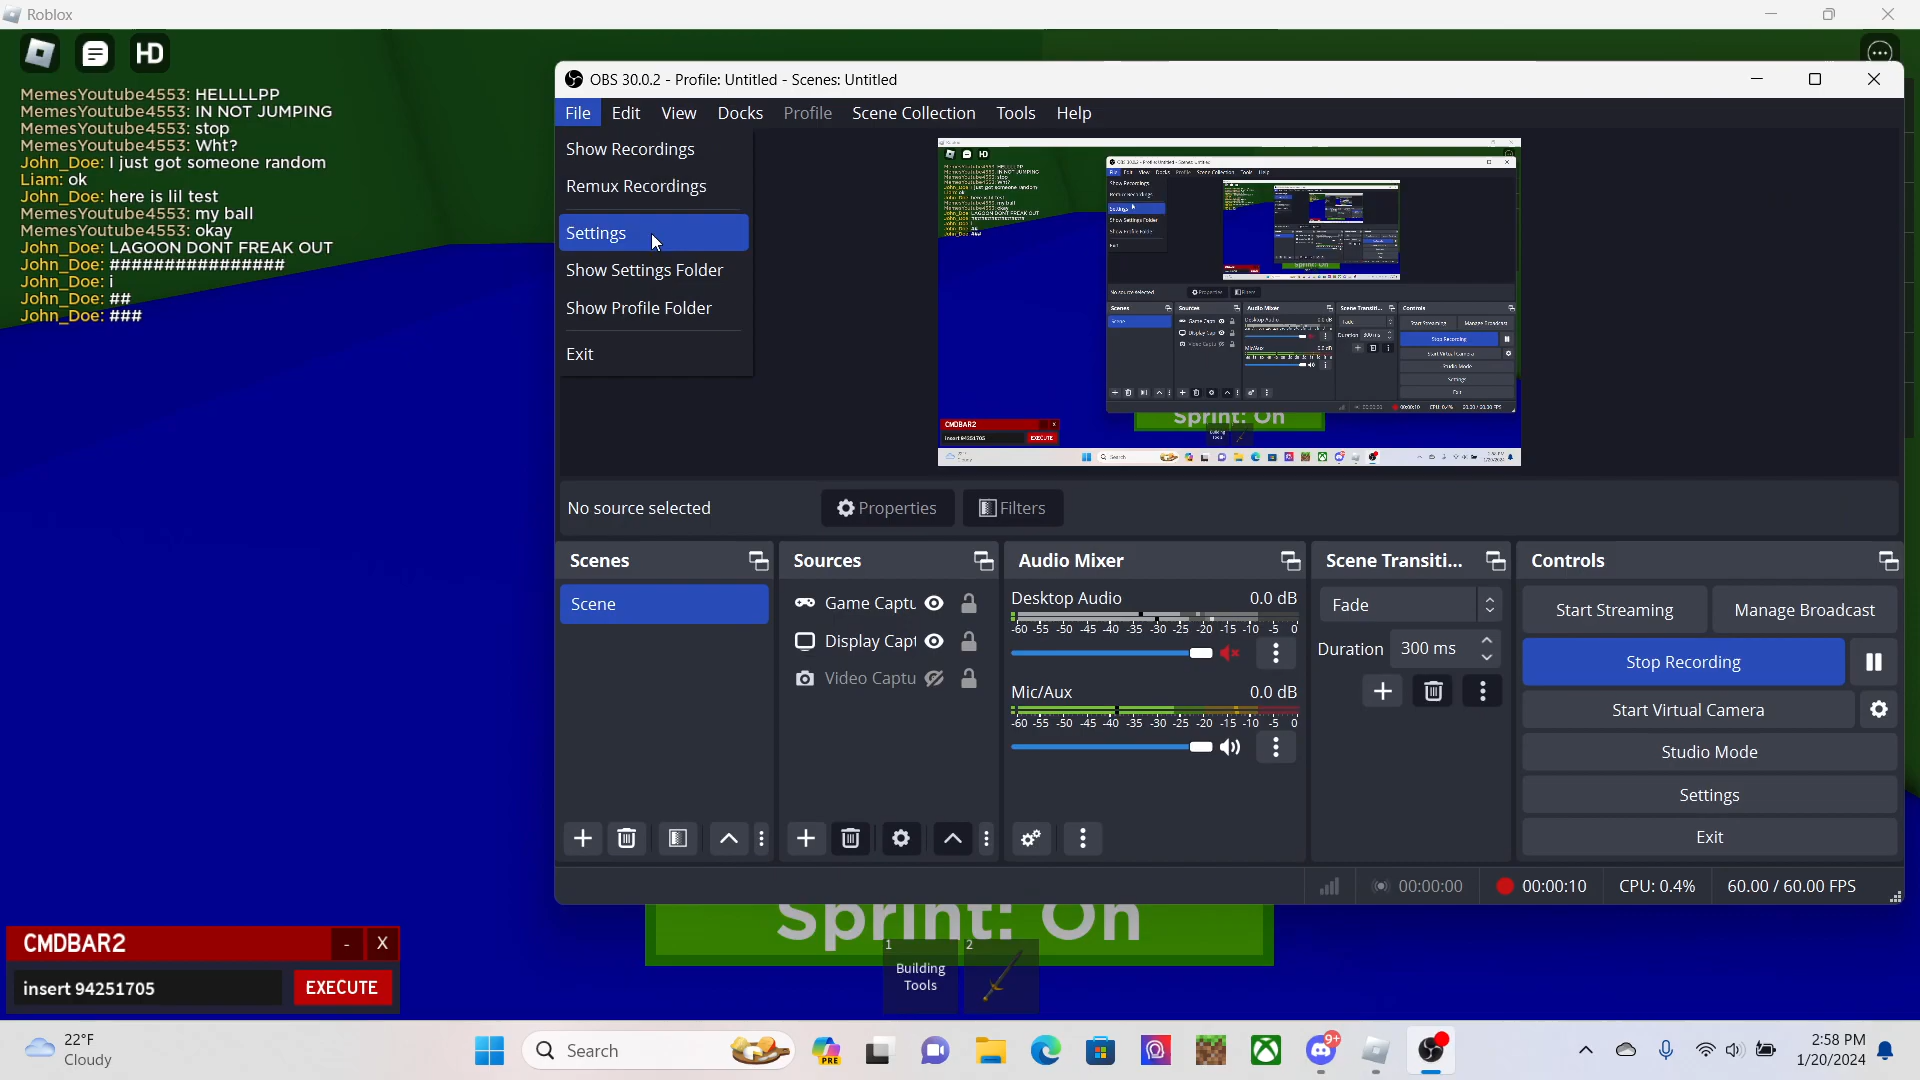 Roblox
HD
MemesYoutube4553: HELLLLPP
MemesYoutube4553: IN NOT JUMPING
MemesYoutube4553: stop
MemesYoutube4553: Wht?
John_Doe: I just got someone random
Liam: ok
John_Doe: here is lil test
MemesYoutube4553: my ball
MemesYoutube4553: okay
John_Doe: LAGOON DONT FREAK OUT
John_Doe: ################
John_Doe: i
John_Doe: ##
John_Doe: ###
OBS 30.0.2 - Profile: Untitled - Scenes: Untitled
File Edit View Docks Profile Scene Collection Tools Help
Show Recordings
Remux Recordings
Settings
Show Settings Folder
Show Profile Folder
Exit
No source selected
Properties
Filters
Scenes
Scene
Sources
Game Captu
Display Capt
Video Captu
Audio Mixer
Desktop Audio 0.0 dB
-60 -55 -50 -45 -40 -35 -30 -25 -20 -15 -10 -5 0
Mic/Aux 0.0 dB
-60 -55 -50 -45 -40 -35 -30 -25 -20 -15 -10 -5 0
Scene Transiti...
Fade
Duration 300 ms
Controls
Start Streaming
Manage Broadcast
Stop Recording
Start Virtual Camera
Studio Mode
Settings
Exit
00:00:00
00:00:10
CPU: 0.4%
60.00 / 60.00 FPS
Sprint: On
1
Building
Tools
2
CMDBAR2
- X
insert 94251705
EXECUTE
22°F
Cloudy
Search
PRE
9+
2:58 PM
1/20/2024